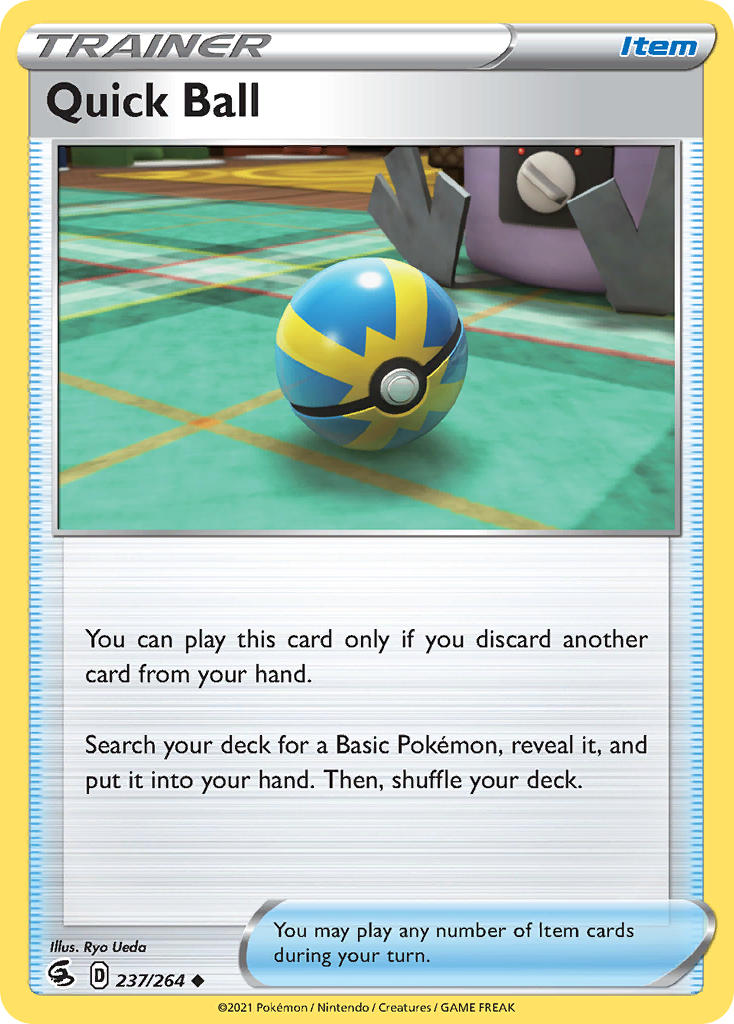 TRAINER
Item
Quick Ball
You can play this card only if you discard another
card from your hand.
Search your deck for a Basic Pokémon, reveal it, and
put it into your hand. Then, shuffle your deck.
You may play any number of Item cards
during your turn.
Illus. Ryo Ueda
D 237/264
©2021 Pokémon / Nintendo / Creatures / GAME FREAK